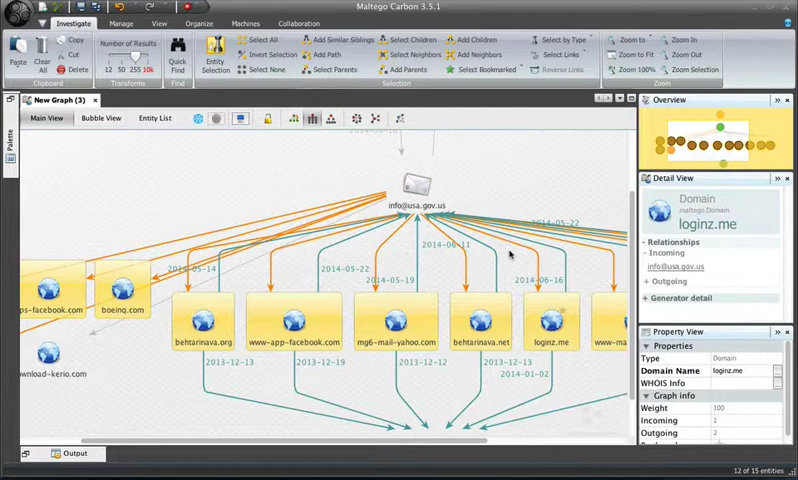 Maltego Carbon 3.5.1
Investigate Manage View Organize Machines Collaboration
Paste
Clear All
Copy
Cut
Delete
Clipboard
Number of Results
12 50 255 10k
Transforms
Quick Find
Find
Entity Selection
Select All
Invert Selection
Select None
Add Similar Siblings
Add Path
Select Parents
Select Children
Select Neighbors
Add Parents
Add Children
Add Neighbors
Select Bookmarked
Select by Type
Select Links
Reverse Links
Selection
Zoom to
Zoom to Fit
Zoom 100%
Zoom In
Zoom Out
Zoom Selection
Zoom
Palette
New Graph (3)
Main View Bubble View Entity List
info@usa.gov.us
2014-05-22
2014-06-11
2014-05-14
2014-05-22
2014-05-19
2014-06-16
ps-facebook.com
boeinq.com
behtarinava.org
www-app-facebook.com
mg6-mail-yahoo.com
behtarinava.net
loginz.me
www-ma
wnload-kerio.com
2013-12-13
2013-12-19
2013-12-12
2013-12-13
2014-01-02
Output
Overview
Detail View
Domain
maltego.Domain
loginz.me
- Relationships
- Incoming
info@usa.gov.us
+ Outgoing
+ Generator detail
Property View
Properties
Type Domain
Domain Name loginz.me
WHOIS Info
Graph info
Weight 100
Incoming 1
Outgoing 2
12 of 15 entities